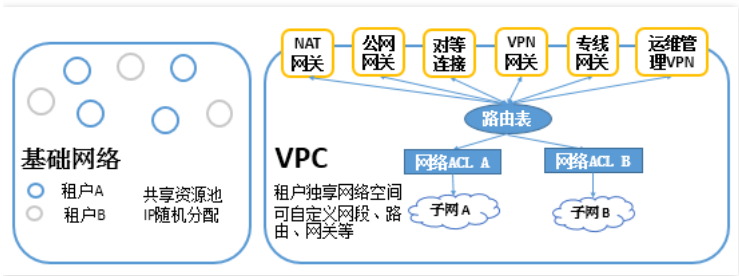 NAT
网关
公网
网关
对等
连接
VPN
网关
专线
网关
运维管
理VPN
路由表
网络ACL A
网络ACL B
子网A
子网B
基础网络
租户A
租户B
共享资源池
IP随机分配
VPC
租户独享网络空间
可自定义网段、路
由、网关等